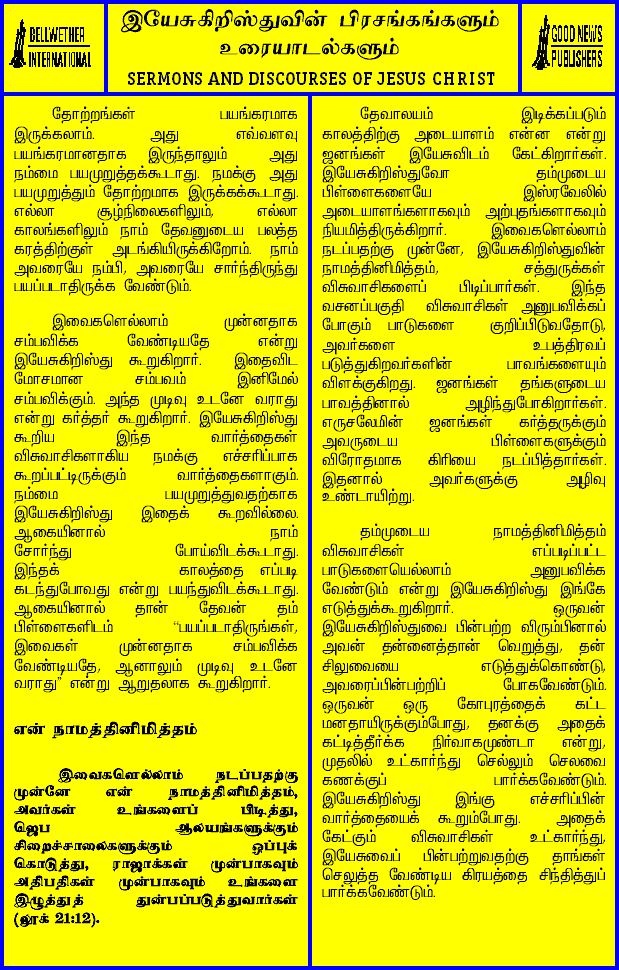 BELLWETHER
INTERNATIONAL
இயேசுகிறிஸ்துவின் பிரசங்கங்களும்
உரையாடல்களும்
SERMONS AND DISCOURSES OF JESUS CHRIST
GOOD NEWS
PUBLISHERS
தோற்றங்கள் பயங்கரமாக
இருக்கலாம். அது எவ்வளவு
பயங்கரமானதாக இருந்தாலும் அது
நம்மை பயமுறுத்தக்கூடாது. நமக்கு அது
பயமுறுத்தும் தோற்றமாக இருக்கக்கூடாது.
எல்லா சூழ்நிலைகளிலும், எல்லா
காலங்களிலும் நாம் தேவனுடைய பலத்த
கரத்திற்குள் அடங்கியிருக்கிறோம். நாம்
அவரையே நம்பி, அவரையே சார்ந்திருந்து
பயப்படாதிருக்க வேண்டும்.
இவைகளெல்லாம் முன்னதாக
சம்பவிக்க வேண்டியதே என்று
இயேசுகிறிஸ்து கூறுகிறார். இதைவிட
மோசமான சம்பவம் இனிமேல்
சம்பவிக்கும். அந்த முடிவு உடனே வராது
என்று கர்த்தர் கூறுகிறார். இயேசுகிறிஸ்து
கூறிய இந்த வார்த்தைகள்
விசுவாசிகளாகிய நமக்கு எச்சரிப்பாக
கூறப்பட்டிருக்கும் வார்த்தைகளாகும்.
நம்மை பயமுறுத்துவதற்காக
இயேசுகிறிஸ்து இதைக் கூறவில்லை.
ஆகையினால் நாம்
சோர்ந்து போய்விடக்கூடாது.
இந்தக் காலத்தை எப்படி
கடந்துபோவது என்று பயந்துவிடக்கூடாது.
ஆகையினால் தான் தேவன் தம்
பிள்ளைகளிடம் “பயப்படாதிருங்கள்,
இவைகள் முன்னதாக சம்பவிக்க
வேண்டியதே, ஆனாலும் முடிவு உடனே
வராது” என்று ஆறுதலாக கூறுகிறார்.
என் நாமத்தினிமித்தம்
இவைகளெல்லாம் நடப்பதற்கு
முன்னே என் நாமத்தினிமித்தம்,
அவர்கள் உங்களைப் பிடித்து,
ஜெப ஆலயங்களுக்கும்
சிறைச்சாலைகளுக்கும் ஒப்புக்
கொடுத்து, ராஜாக்கள் முன்பாகவும்
அதிபதிகள் முன்பாகவும் உங்களை
இழுத்துத் துன்பப்படுத்துவார்கள்
(லூக் 21:12).
தேவாலயம் இடிக்கப்படும்
காலத்திற்கு அடையாளம் என்ன என்று
ஜனங்கள் இயேசுவிடம் கேட்கிறார்கள்.
இயேசுகிறிஸ்துவோ தம்முடைய
பிள்ளைகளையே இஸ்ரவேலில்
அடையாளங்களாகவும் அற்புதங்களாகவும்
நியமித்திருக்கிறார். இவைகளெல்லாம்
நடப்பதற்கு முன்னே, இயேசுகிறிஸ்துவின்
நாமத்தினிமித்தம், சத்துருக்கள்
விசுவாசிகளைப் பிடிப்பார்கள். இந்த
வசனப்பகுதி விசுவாசிகள் அனுபவிக்கப்
போகும் பாடுகளை குறிப்பிடுவதோடு,
அவர்களை உபத்திரவப்
படுத்துகிறவர்களின் பாவங்களையும்
விளக்குகிறது. ஜனங்கள் தங்களுடைய
பாவத்தினால் அழிந்துபோகிறார்கள்.
எருசலேமின் ஜனங்கள் கர்த்தருக்கும்
அவருடைய பிள்ளைகளுக்கும்
விரோதமாக கிரியை நடப்பித்தார்கள்.
இதனால் அவர்களுக்கு அழிவு
உண்டாயிற்று.
தம்முடைய நாமத்தினிமித்தம்
விசுவாசிகள் எப்படிப்பட்ட
பாடுகளையெல்லாம் அனுபவிக்க
வேண்டும் என்று இயேசுகிறிஸ்து இங்கே
எடுத்துக்கூறுகிறார். ஒருவன்
இயேசுகிறிஸ்துவை பின்பற்ற விரும்பினால்
அவன் தன்னைத்தான் வெறுத்து, தன்
சிலுவையை எடுத்துக்கொண்டு,
அவரைப்பின்பற்றிப் போகவேண்டும்.
ஒருவன் ஒரு கோபுரத்தைக் கட்ட
மனதாயிருக்கும்போது, தனக்கு அதைக்
கட்டித்தீர்க்க நிர்வாகமுண்டா என்று,
முதலில் உட்கார்ந்து செல்லும் செலவை
கணக்குப் பார்க்கவேண்டும்.
இயேசுகிறிஸ்து இங்கு எச்சரிப்பின்
வார்த்தையைக் கூறும்போது. அதைக்
கேட்கும் விசுவாசிகள் உட்கார்ந்து,
இயேசுவைப் பின்பற்றுவதற்கு தாங்கள்
செலுத்த வேண்டிய கிரயத்தை சிந்தித்துப்
பார்க்கவேண்டும்.